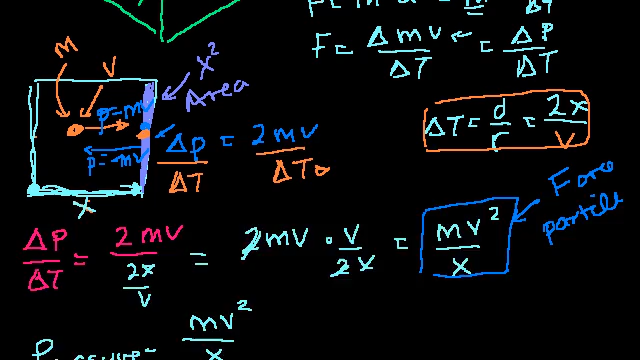 F = Δmv/ΔT = ΔP/ΔT
m
v
x²
Area
p=mv
p=-mv
x
Δp/ΔT = 2mv/ΔT
ΔT = d/r = 2x/v
Force
particle
ΔP/ΔT = 2mv/(2x/v) = 2mv · v/2x = mv²/x
mv²/x